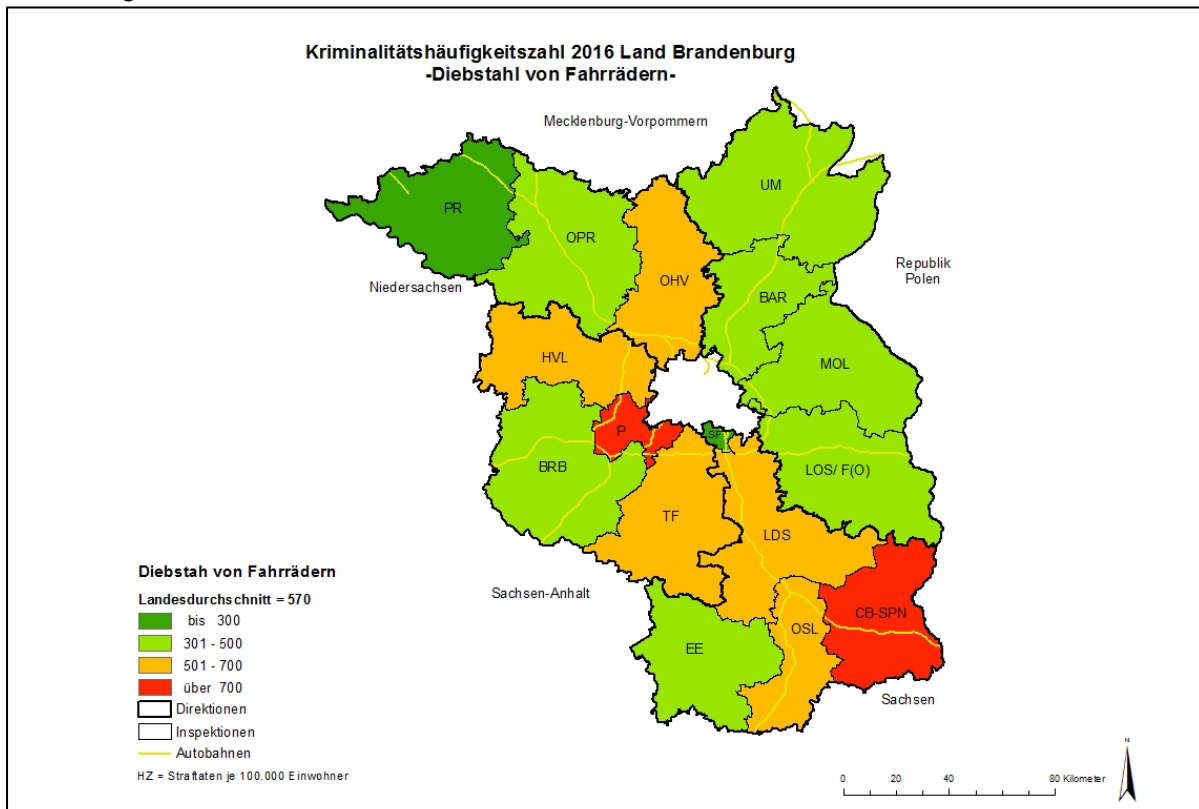 Kriminalitätshäufigkeitszahl 2016 Land Brandenburg
-Diebstahl von Fahrrädern-
Mecklenburg-Vorpommern
UM
PR
OPR
OHV
Republik
Polen
Niedersachsen
BAR
HVL
MOL
P
SF
BRB
LOS/ F(O)
TF
LDS
Sachsen-Anhalt
CB-SPN
OSL
EE
Sachsen
Diebstah von Fahrrädern
Landesdurchschnitt = 570
bis 300
301 - 500
501 - 700
über 700
Direktionen
Inspektionen
Autobahnen
HZ = Straftaten je 100.000 Einwohner
N
0 20 40 80 Kilometer